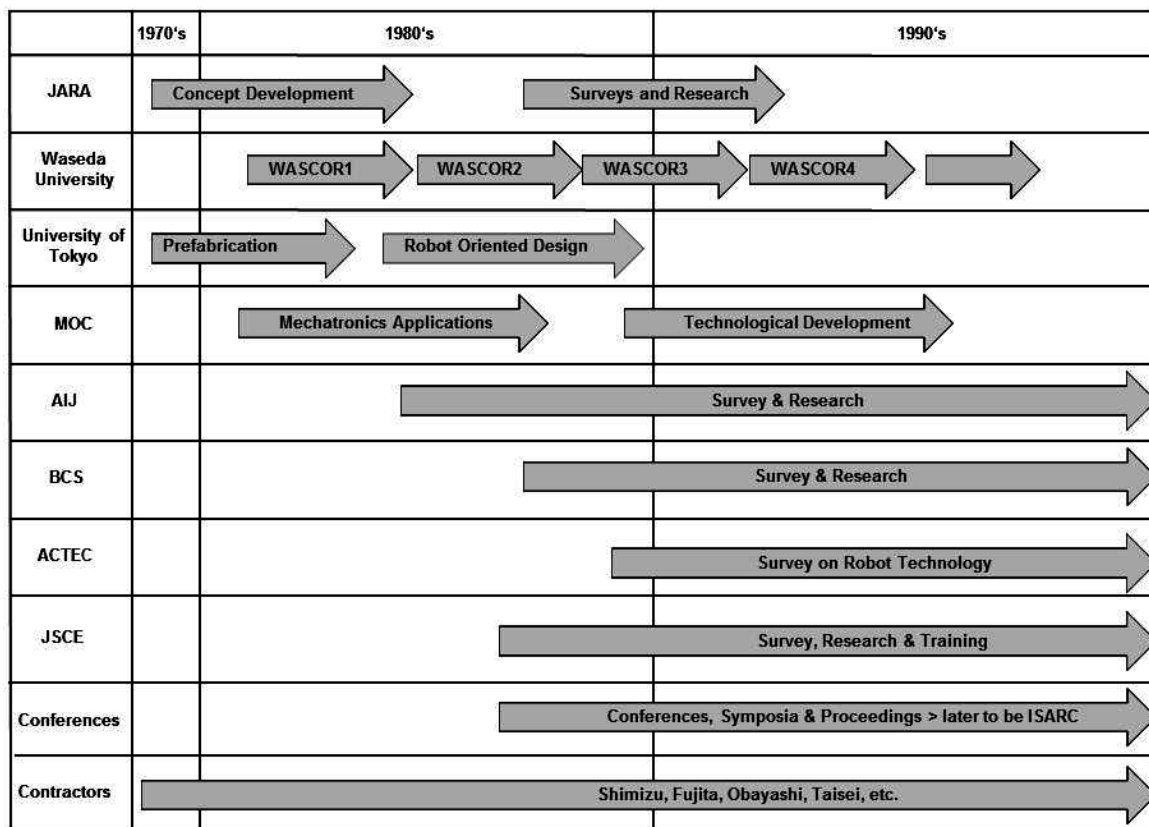 1970‘s 1980‘s 1990‘s
JARA Concept Development Surveys and Research
Waseda
University
WASCOR1 WASCOR2 WASCOR3 WASCOR4
University of
Tokyo
Prefabrication Robot Oriented Design
MOC Mechatronics Applications Technological Development
AIJ Survey & Research
BCS Survey & Research
ACTEC Survey on Robot Technology
JSCE Survey, Research & Training
Conferences Conferences, Symposia & Proceedings > later to be ISARC
Contractors Shimizu, Fujita, Obayashi, Taisei, etc.